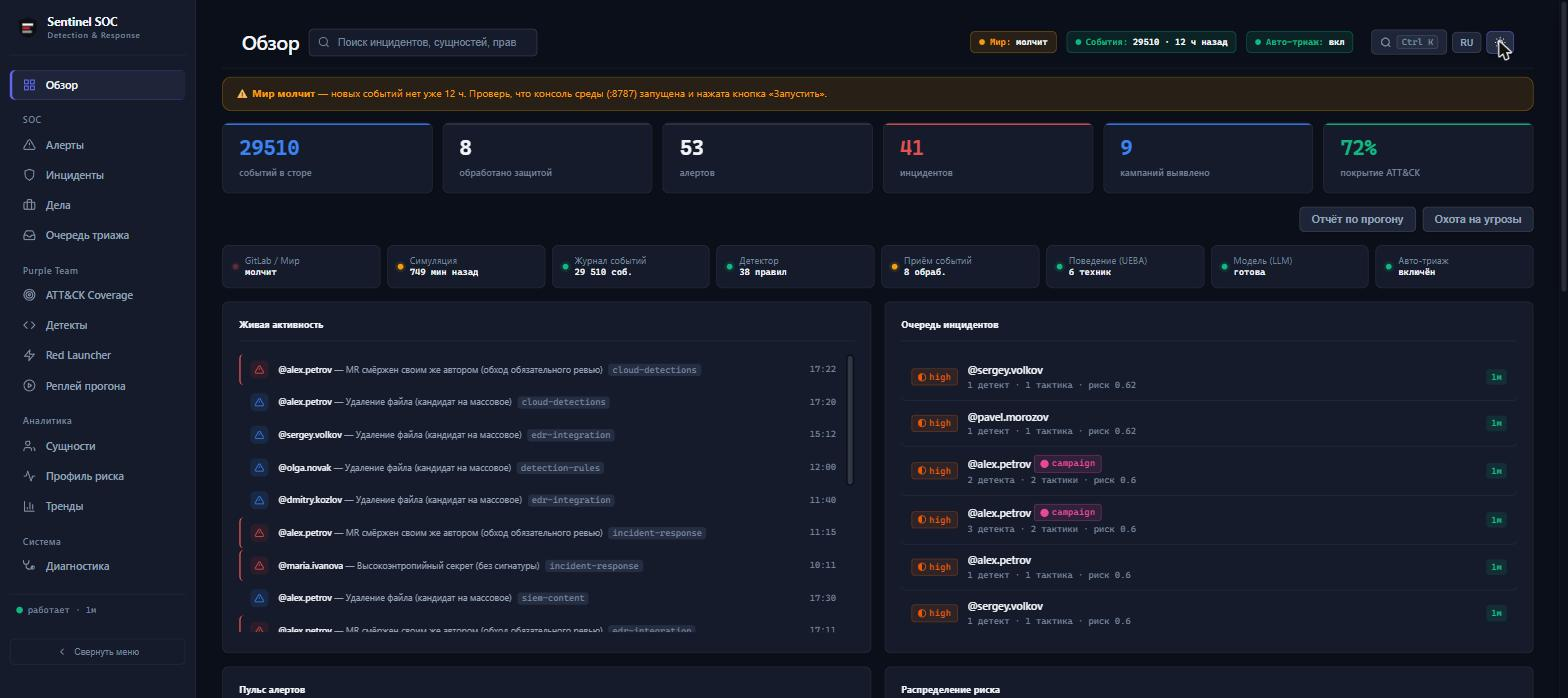 Sentinel SOC
Detection & Response
Обзор
SOC
Алерты
Инциденты
Дела
Очередь триажа
Purple Team
ATT&CK Coverage
Детекты
Red Launcher
Реплей прогона
Аналитика
Сущности
Профиль риска
Тренды
Система
Диагностика
работает · 1м
Свернуть меню
Обзор
Поиск инцидентов, сущностей, прав
Мир: молчит
События: 29510 · 12 ч назад
Авто-триаж: вкл
Ctrl K
RU
Мир молчит — новых событий нет уже 12 ч. Проверь, что консоль среды (:8787) запущена и нажата кнопка «Запустить».
29510
событий в сторе
8
обработано защитой
53
алертов
41
инцидентов
9
кампаний выявлено
72%
покрытие ATT&CK
Отчёт по прогону
Охота на угрозы
GitLab / Мир
молчит
Симуляция
749 мин назад
Журнал событий
29 510 соб.
Детектор
38 правил
Приём событий
8 обраб.
Поведение (UEBA)
6 техник
Модель (LLM)
готова
Авто-триаж
включён
Живая активность
@alex.petrov — MR смёржен своим же автором (обход обязательного ревью) cloud-detections 17:22
@alex.petrov — Удаление файла (кандидат на массовое) cloud-detections 17:20
@sergey.volkov — Удаление файла (кандидат на массовое) edr-integration 15:12
@olga.novak — Удаление файла (кандидат на массовое) detection-rules 12:00
@dmitry.kozlov — Удаление файла (кандидат на массовое) edr-integration 11:40
@alex.petrov — MR смёржен своим же автором (обход обязательного ревью) incident-response 11:15
@maria.ivanova — Высокоэнтропийный секрет (без сигнатуры) incident-response 10:11
@alex.petrov — Удаление файла (кандидат на массовое) siem-content 17:30
@alex.petrov — MR смёржен своим же автором (обход обязательного ревью) edr-integration 17:11
Очередь инцидентов
high @sergey.volkov 1м
1 детект · 1 тактика · риск 0.62
high @pavel.morozov 1м
1 детект · 1 тактика · риск 0.62
high @alex.petrov campaign 1м
2 детекта · 2 тактики · риск 0.6
high @alex.petrov campaign 1м
3 детекта · 2 тактики · риск 0.6
high @alex.petrov 1м
1 детект · 1 тактика · риск 0.6
high @sergey.volkov 1м
1 детект · 1 тактика · риск 0.6
Пульс алертов
Распределение риска